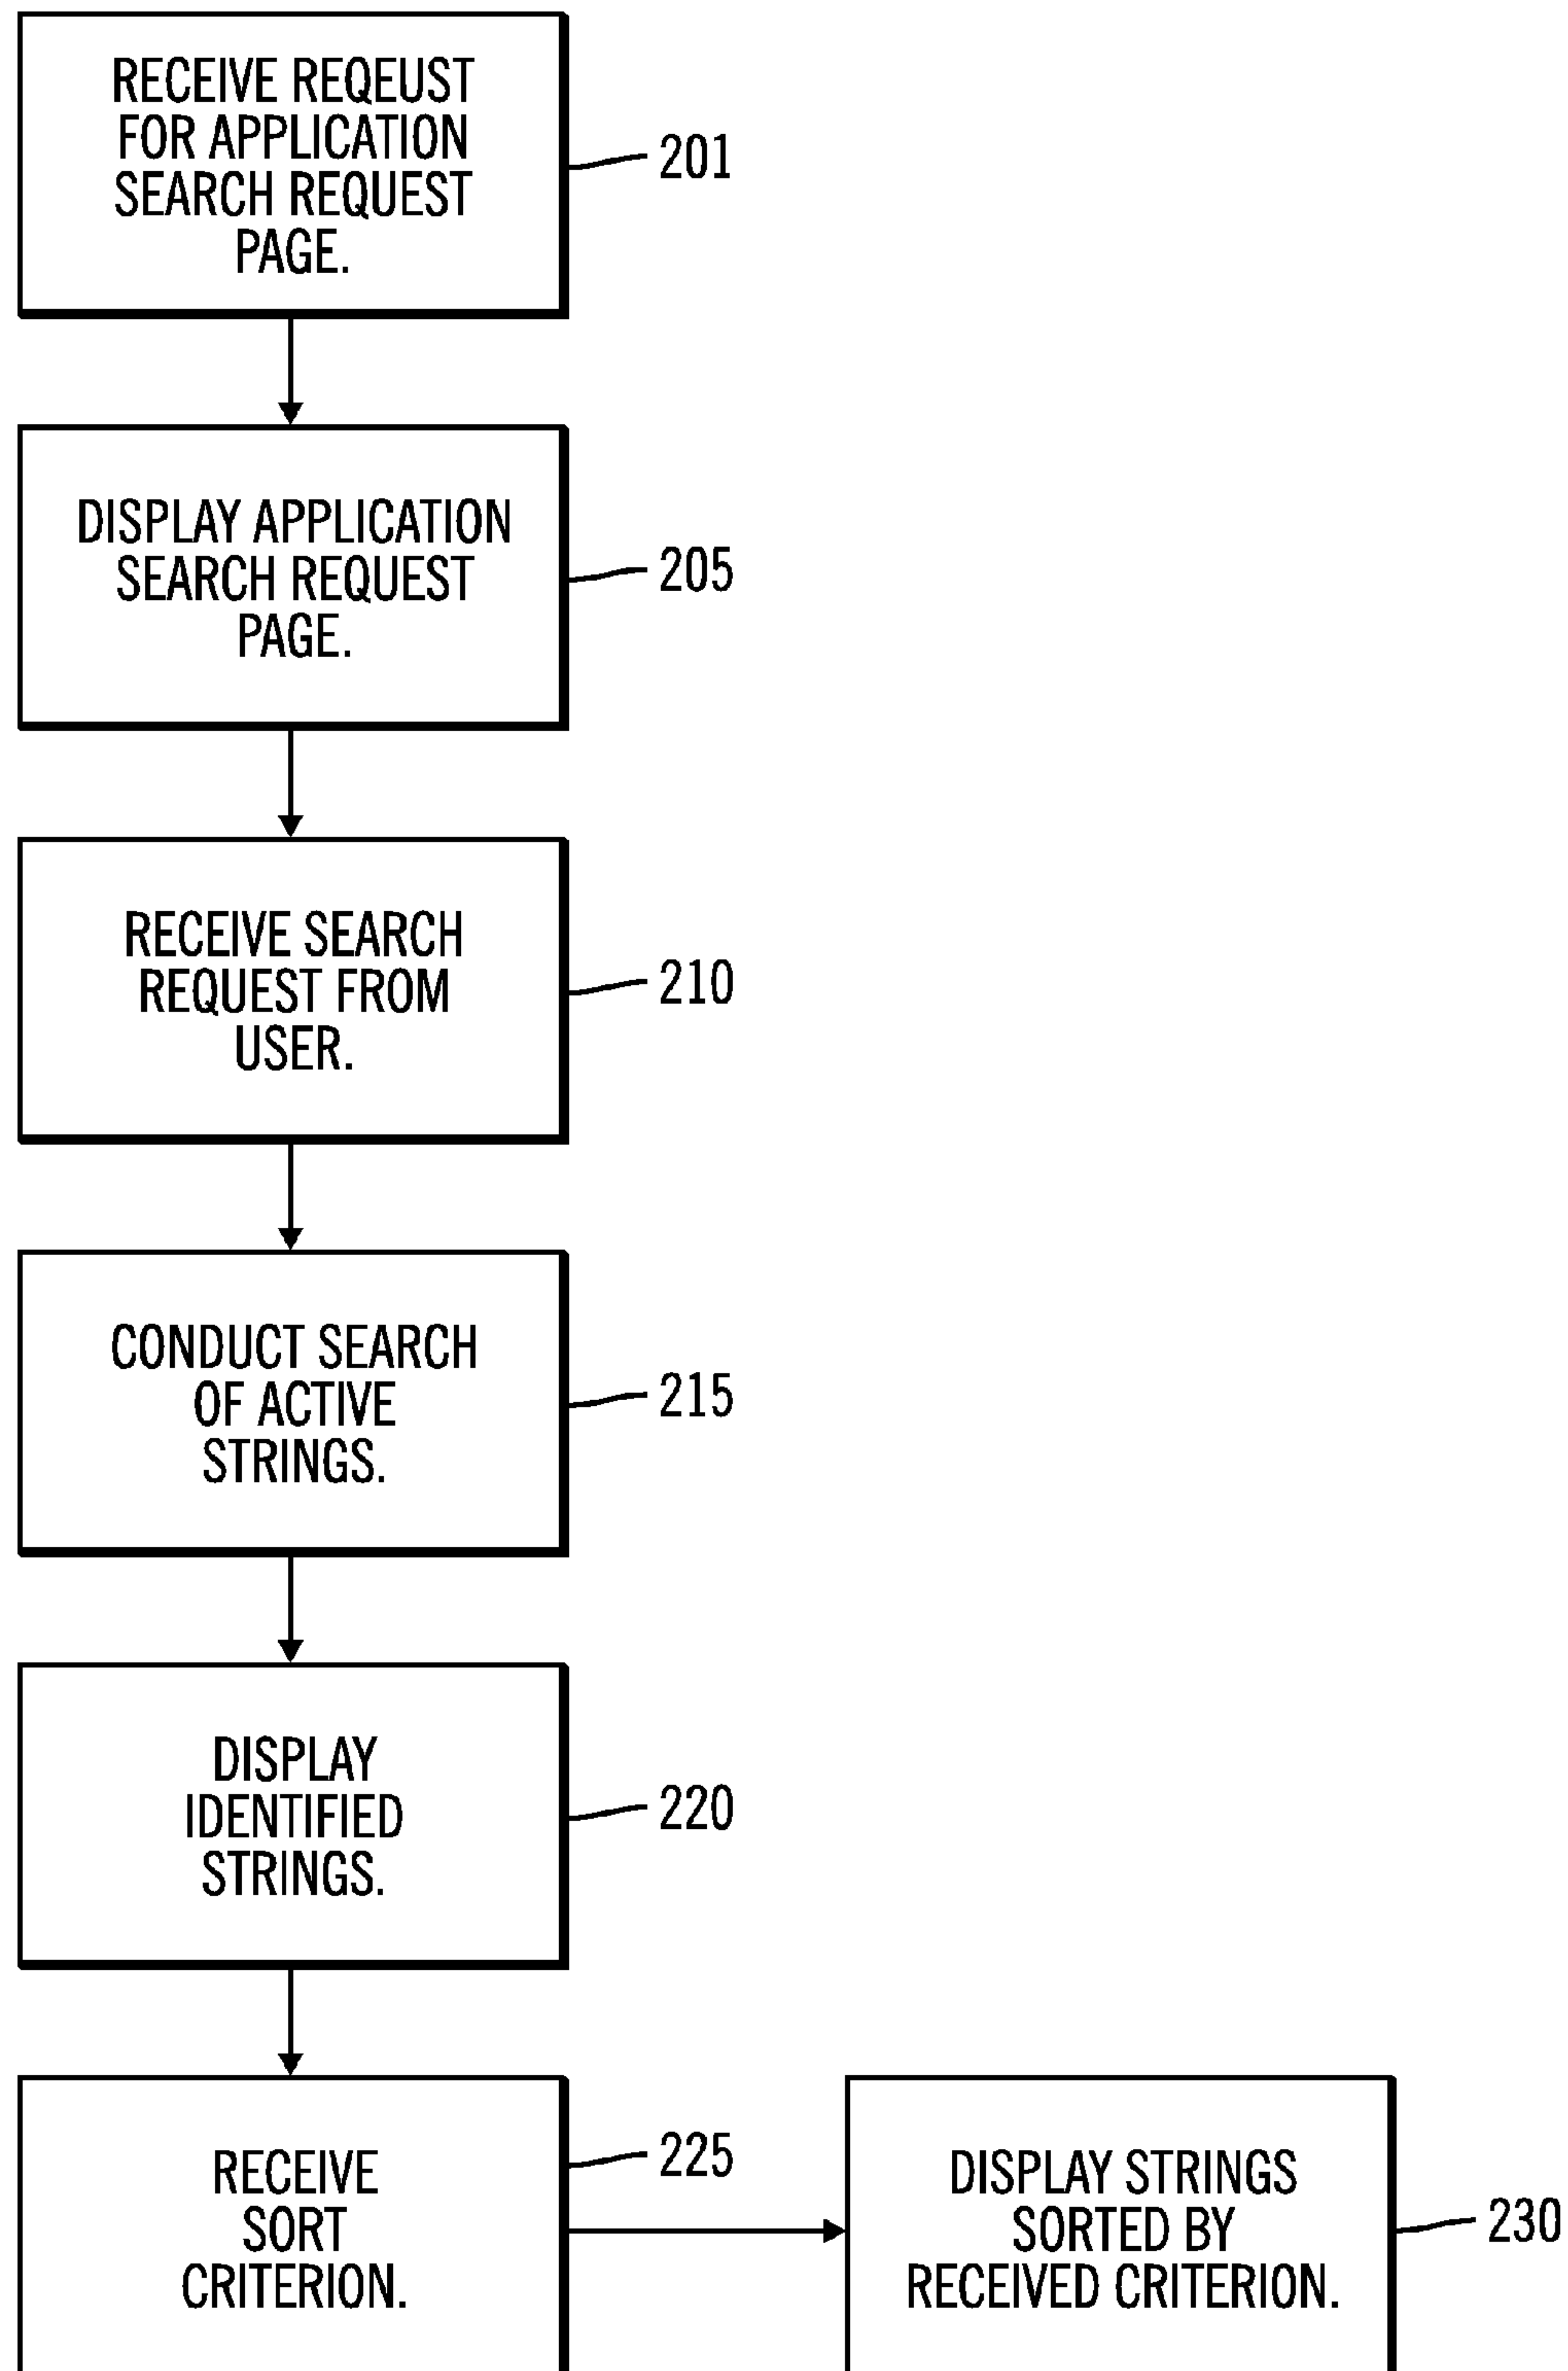 RECEIVE REQEUST
FOR APPLICATION
SEARCH REQUEST
PAGE.
201
DISPLAY APPLICATION
SEARCH REQUEST
PAGE.
205
RECEIVE SEARCH
REQUEST FROM
USER.
210
CONDUCT SEARCH
OF ACTIVE
STRINGS.
215
DISPLAY
IDENTIFIED
STRINGS.
220
RECEIVE
SORT
CRITERION.
225
DISPLAY STRINGS
SORTED BY
RECEIVED CRITERION.
230